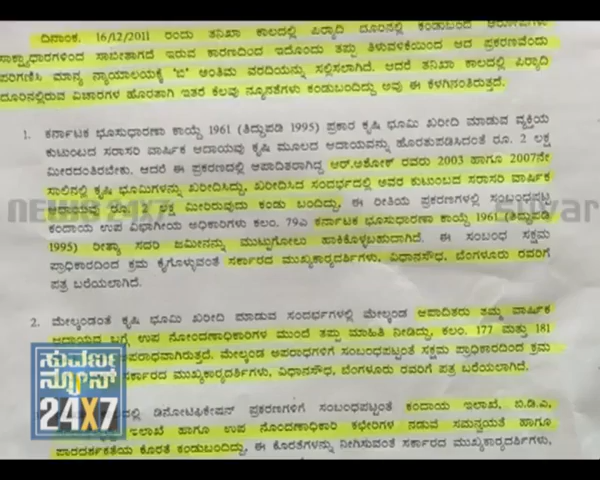 ದಿನಾಂಕ. 16/12/2011 ರಂದು ತನಿಖಾ ಕಾಲದಲ್ಲಿ ಪಿರ್‍ಯಾದಿ ದೂರಿನಲ್ಲಿ ಕಂಡುಬಂದ ಆರೋಪಗಳು
ಸಾಕ್ಷ್ಯಾಧಾರಗಳಿಂದ ಸಾಬೀತಾಗದೆ ಇರುವ ಕಾರಣದಿಂದ ಇದೊಂದು ತಪ್ಪು ತಿಳುವಳಿಕೆಯಿಂದ ಆದ ಪ್ರಕರಣವೆಂದು
ಪರಿಗಣಿಸಿ ಮಾನ್ಯ ನ್ಯಾಯಾಲಯಕ್ಕೆ 'ಬಿ' ಅಂತಿಮ ವರದಿಯನ್ನು ಸಲ್ಲಿಸಲಾಗಿದೆ. ಆದರೆ ತನಿಖಾ ಕಾಲದಲ್ಲಿ ಪಿರ್‍ಯಾದಿ
ದೂರಿನಲ್ಲಿರುವ ವಿಚಾರಗಳ ಹೊರತಾಗಿ ಇತರೆ ಕೆಲವು ನ್ಯೂನತೆಗಳು ಕಂಡುಬಂದಿದ್ದು ಅವು ಈ ಕೆಳಗಿನಂತಿರುತ್ತದೆ.
1. ಕರ್ನಾಟಕ ಭೂಸುಧಾರಣಾ ಕಾಯ್ದೆ 1961 (ತಿದ್ದುಪಡಿ 1995) ಪ್ರಕಾರ ಕೃಷಿ ಭೂಮಿ ಖರೀದಿ ಮಾಡುವ ವ್ಯಕ್ತಿಯ
ಕುಟುಂಬದ ಸರಾಸರಿ ವಾರ್ಷಿಕ ಆದಾಯವು ಕೃಷಿ ಮೂಲದ ಆದಾಯವನ್ನು ಹೊರತುಪಡಿಸಿದಂತೆ ರೂ. 2 ಲಕ್ಷ
ಮೀರದಂತಿರಬೇಕು. ಆದರೆ ಈ ಪ್ರಕರಣದಲ್ಲಿ ಆಪಾದಿತರಾಗಿದ್ದ ಆರ್.ಅಶೋಕ್ ರವರು 2003 ಹಾಗೂ 2007ನೇ
ಸಾಲಿನಲ್ಲಿ ಕೃಷಿ ಭೂಮಿಗಳನ್ನು ಖರೀದಿಸಿದ್ದು, ಖರೀದಿಸಿದ ಸಂದರ್ಭದಲ್ಲಿ ಅವರ ಕುಟುಂಬದ ಸರಾಸರಿ ವಾರ್ಷಿಕ
ರೂ. ಲಕ್ಷ ಮೀರಿರುವುದು ಕಂಡು ಬಂದಿದ್ದು. ಈ ರೀತಿಯ ಪ್ರಕರಣಗಳಲ್ಲಿ ಸಂಬಂಧಪಟ್ಟ
ಕಂದಾಯ ಉಪ ವಿಭಾಗೀಯ ಅಧಿಕಾರಿಗಳು ಕಲಂ. 79ಎ ಕರ್ನಾಟಕ ಭೂಸುಧಾರಣಾ ಕಾಯ್ದೆ 1961 (ತಿದ್ದುಪಡಿ
1995) ರೀತ್ಯಾ ಸದರಿ ಜಮೀನನ್ನು ಮುಟ್ಟುಗೋಲು ಹಾಕಿಕೊಳ್ಳಬಹುದಾಗಿದೆ. ಈ ಸಂಬಂಧ ಸಕ್ಷಮ
ಪ್ರಾಧಿಕಾರದಿಂದ ಕ್ರಮ ಕೈಗೊಳ್ಳುವಂತೆ ಸರ್ಕಾರದ ಮುಖ್ಯಕಾರ್‍ಯದರ್ಶಿಗಳು, ವಿಧಾನಸೌಧ, ಬೆಂಗಳೂರು ರವರಿಗೆ
ಪತ್ರ ಬರೆಯಲಾಗಿದೆ.
2. ಮೇಲ್ಕಂಡಂತೆ ಕೃಷಿ ಭೂಮಿ ಖರೀದಿ ಮಾಡುವ ಸಂದರ್ಭಗಳಲ್ಲಿ ಮೇಲ್ಕಂಡ ಆಪಾದಿತರು ತಮ್ಮ ವಾರ್ಷಿಕ
ಆದಾಯದ ಬಗ್ಗೆ ಉಪ ನೋಂದಣಾಧಿಕಾರಿಗಳ ಮುಂದೆ ತಪ್ಪು ಮಾಹಿತಿ ನೀಡಿದ್ದು, ಕಲಂ. 177 ಮತ್ತು 181
ಅಪರಾಧವಾಗಿರುತ್ತದೆ. ಮೇಲ್ಕಂಡ ಅಪರಾಧಗಳಿಗೆ ಸಂಬಂಧಪಟ್ಟಂತೆ ಸಕ್ಷಮ ಪ್ರಾಧಿಕಾರದಿಂದ ಕ್ರಮ
ಸರ್ಕಾರದ ಮುಖ್ಯಕಾರ್‍ಯದರ್ಶಿಗಳು, ವಿಧಾನಸೌಧ, ಬೆಂಗಳೂರು ರವರಿಗೆ ಪತ್ರ ಬರೆಯಲಾಗಿದೆ.
ಡಿನೋಟಿಫಿಕೇಷನ್ ಪ್ರಕರಣಗಳಿಗೆ ಸಂಬಂಧಪಟ್ಟಂತೆ ಕಂದಾಯ ಇಲಾಖೆ, ಬಿ.ಡಿ.ಎ,
ಇಲಾಖೆ ಹಾಗೂ ಉಪ ನೊಂದಣಾಧಿಕಾರಿ ಕಛೇರಿಗಳ ನಡುವೆ ಸಮನ್ವಯತೆ ಹಾಗೂ
ಪಾರದರ್ಶಕತೆಯ ಕೊರತೆ ಕಂಡುಬಂದಿದ್ದು, ಈ ಕೊರತೆಗಳನ್ನು ನೀಗಿಸುವಂತೆ ಸರ್ಕಾರದ ಮುಖ್ಯಕಾರ್‍ಯದರ್ಶಿಗಳು,
ಸುವರ್ಣ
ನ್ಯೂಸ್
24X7